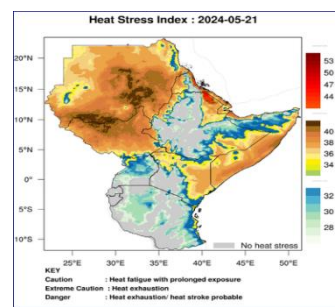 Heat Stress Index : 2024-05-21
20°N
15°N
10°N
5°N
0°
5°S
10°S
25°E 30°E 35°E 40°E 45°E 50°E
No heat stress
53
50
47
44
40
38
36
34
32
30
28
KEY
Caution : Heat fatigue with prolonged exposure
Extreme Caution : Heat exhaustion
Danger : Heat exhaustion/ heat stroke probable